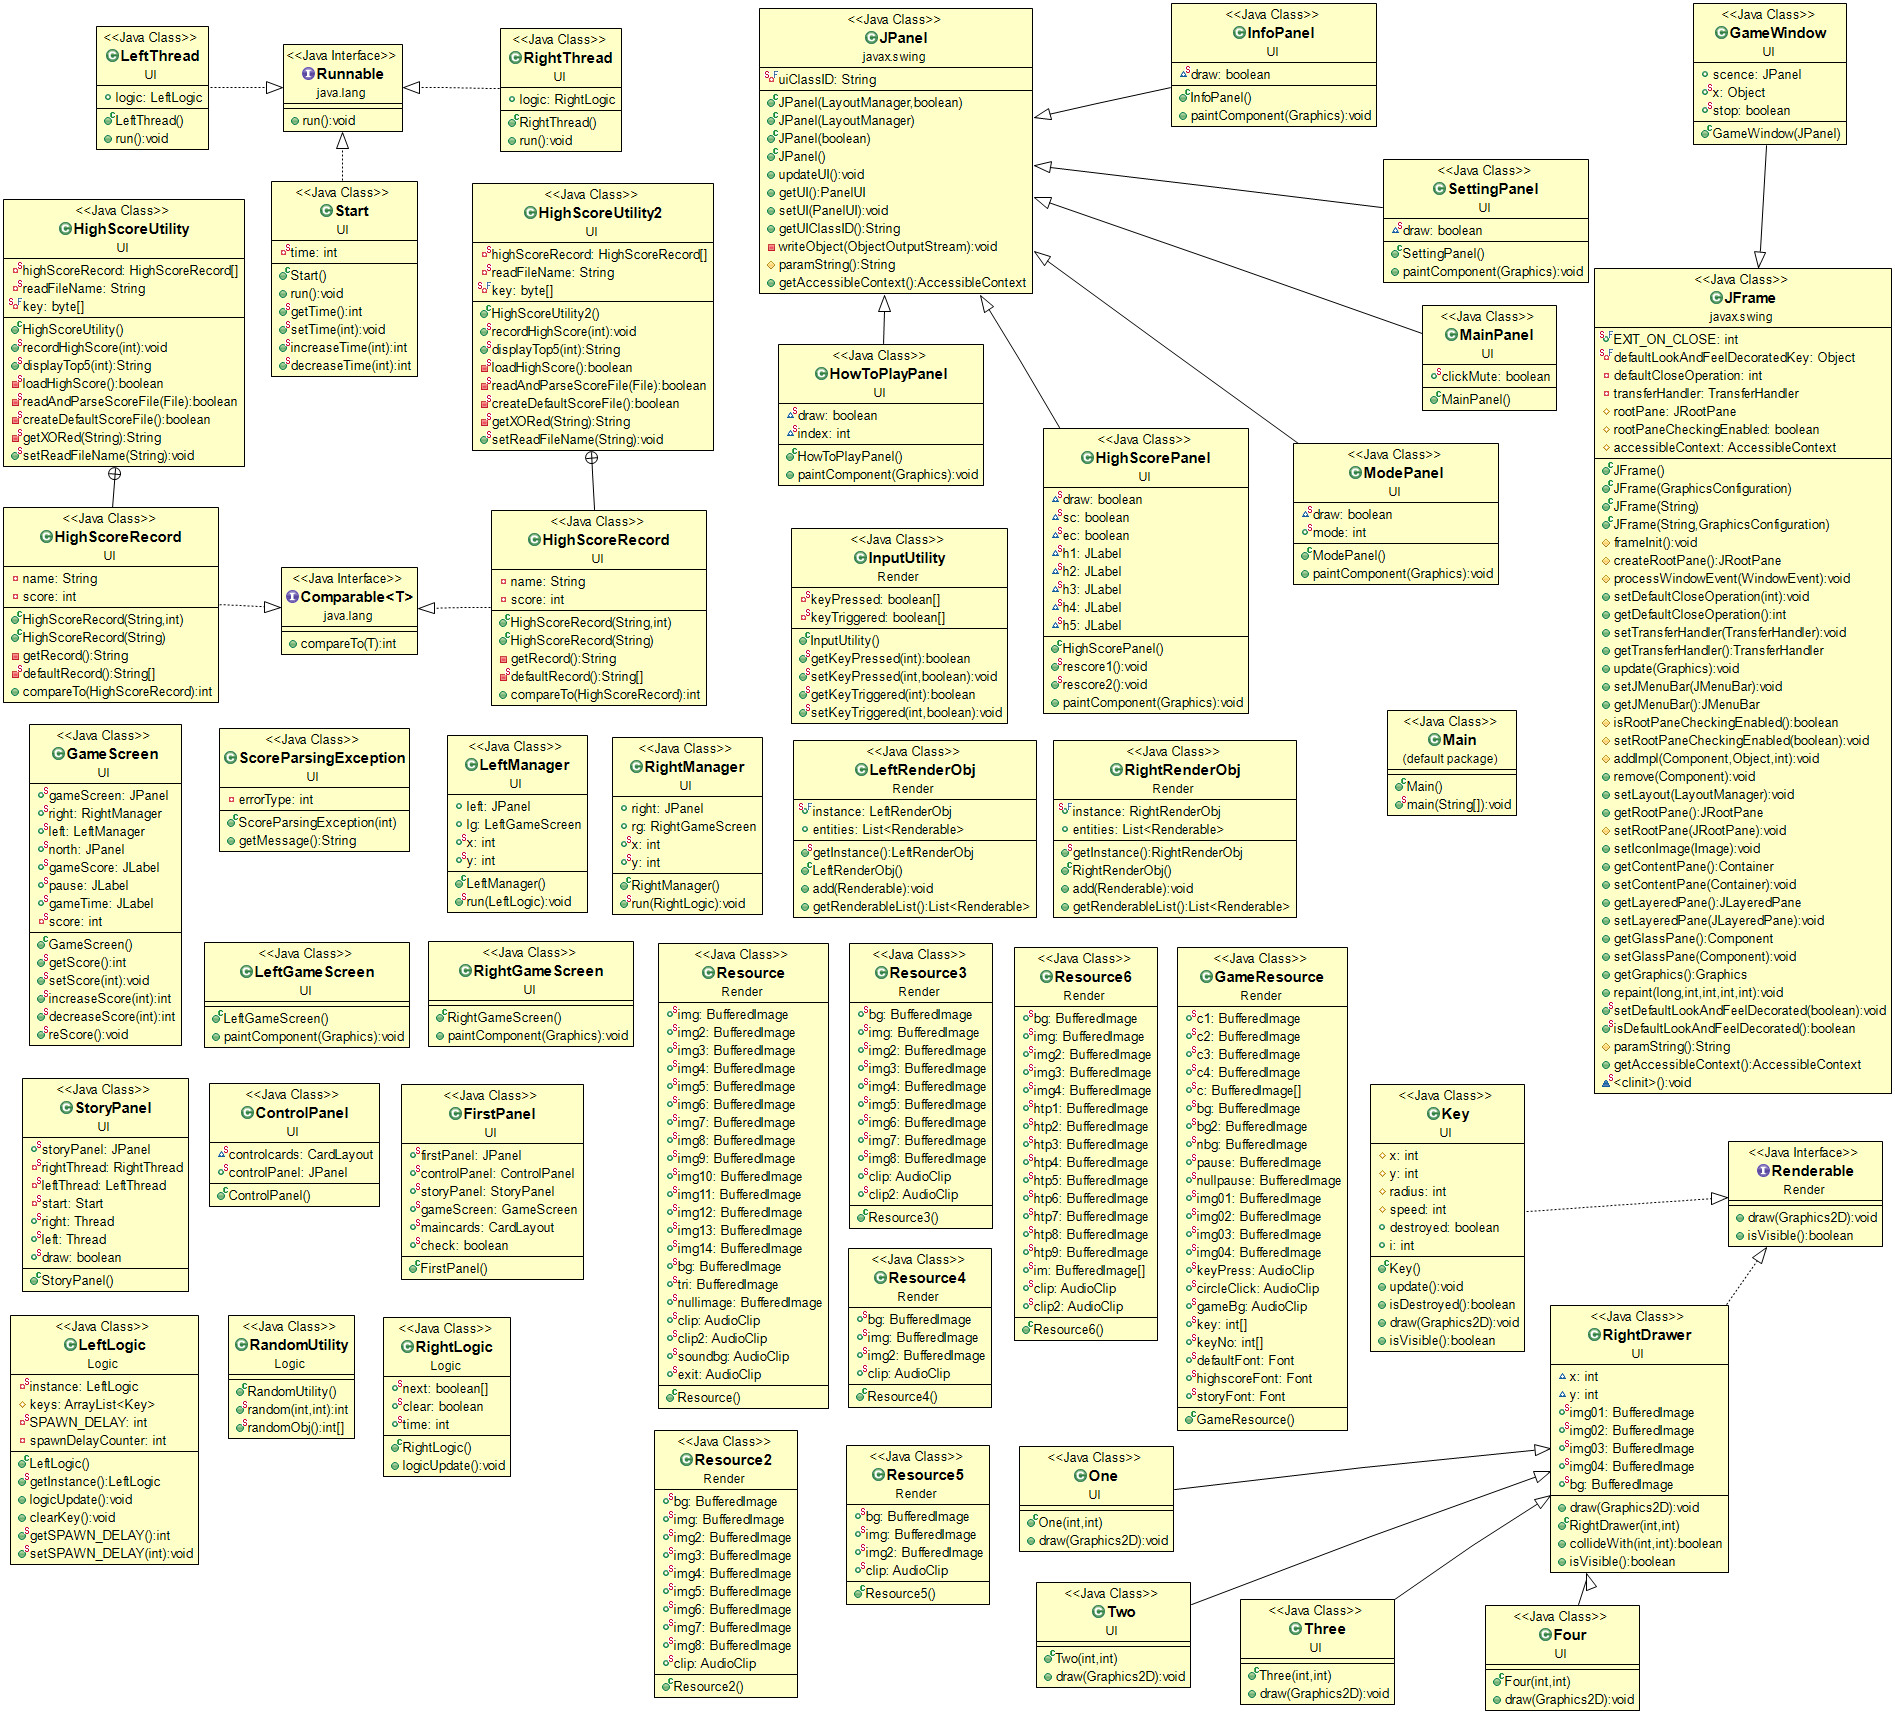 <<Java Class>>
LeftThread
UI
logic: LeftLogic
LeftThread()
run():void
<<Java Interface>>
Runnable
java.lang
run():void
<<Java Class>>
RightThread
UI
logic: RightLogic
RightThread()
run():void
<<Java Class>>
JPanel
javax.swing
uiClassID: String
JPanel(LayoutManager,boolean)
JPanel(LayoutManager)
JPanel(boolean)
JPanel()
updateUI():void
getUI():PanelUI
setUI(PanelUI):void
getUIClassID():String
writeObject(ObjectOutputStream):void
paramString():String
getAccessibleContext():AccessibleContext
<<Java Class>>
InfoPanel
UI
draw: boolean
InfoPanel()
paintComponent(Graphics):void
<<Java Class>>
GameWindow
UI
scence: JPanel
x: Object
stop: boolean
GameWindow(JPanel)
<<Java Class>>
SettingPanel
UI
draw: boolean
SettingPanel()
paintComponent(Graphics):void
<<Java Class>>
HighScoreUtility
UI
highScoreRecord: HighScoreRecord[]
readFileName: String
key: byte[]
HighScoreUtility()
recordHighScore(int):void
displayTop5(int):String
loadHighScore():boolean
readAndParseScoreFile(File):boolean
createDefaultScoreFile():boolean
getXORed(String):String
setReadFileName(String):void
<<Java Class>>
Start
UI
time: int
Start()
run():void
getTime():int
setTime(int):void
increaseTime(int):int
decreaseTime(int):int
<<Java Class>>
HighScoreUtility2
UI
highScoreRecord: HighScoreRecord[]
readFileName: String
key: byte[]
HighScoreUtility2()
recordHighScore(int):void
displayTop5(int):String
loadHighScore():boolean
readAndParseScoreFile(File):boolean
createDefaultScoreFile():boolean
getXORed(String):String
setReadFileName(String):void
<<Java Class>>
MainPanel
UI
clickMute: boolean
MainPanel()
<<Java Class>>
JFrame
javax.swing
EXIT_ON_CLOSE: int
defaultLookAndFeelDecoratedKey: Object
defaultCloseOperation: int
transferHandler: TransferHandler
rootPane: JRootPane
rootPaneCheckingEnabled: boolean
accessibleContext: AccessibleContext
JFrame()
JFrame(GraphicsConfiguration)
JFrame(String)
JFrame(String,GraphicsConfiguration)
frameInit():void
createRootPane():JRootPane
processWindowEvent(WindowEvent):void
setDefaultCloseOperation(int):void
getDefaultCloseOperation():int
setTransferHandler(TransferHandler):void
getTransferHandler():TransferHandler
update(Graphics):void
setJMenuBar(JMenuBar):void
getJMenuBar():JMenuBar
isRootPaneCheckingEnabled():boolean
setRootPaneCheckingEnabled(boolean):void
addImpl(Component,Object,int):void
remove(Component):void
setLayout(LayoutManager):void
getRootPane():JRootPane
setRootPane(JRootPane):void
setIconImage(Image):void
getContentPane():Container
setContentPane(Container):void
getLayeredPane():JLayeredPane
setLayeredPane(JLayeredPane):void
getGlassPane():Component
setGlassPane(Component):void
getGraphics():Graphics
repaint(long,int,int,int,int):void
setDefaultLookAndFeelDecorated(boolean):void
isDefaultLookAndFeelDecorated():boolean
paramString():String
getAccessibleContext():AccessibleContext
<clinit>():void
<<Java Class>>
HowToPlayPanel
UI
draw: boolean
index: int
HowToPlayPanel()
paintComponent(Graphics):void
<<Java Class>>
HighScorePanel
UI
draw: boolean
sc: boolean
ec: boolean
h1: JLabel
h2: JLabel
h3: JLabel
h4: JLabel
h5: JLabel
HighScorePanel()
rescore1():void
rescore2():void
paintComponent(Graphics):void
<<Java Class>>
ModePanel
UI
draw: boolean
mode: int
ModePanel()
paintComponent(Graphics):void
<<Java Class>>
HighScoreRecord
UI
name: String
score: int
HighScoreRecord(String,int)
HighScoreRecord(String)
getRecord():String
defaultRecord():String[]
compareTo(HighScoreRecord):int
<<Java Interface>>
Comparable<T>
java.lang
compareTo(T):int
<<Java Class>>
HighScoreRecord
UI
name: String
score: int
HighScoreRecord(String,int)
HighScoreRecord(String)
getRecord():String
defaultRecord():String[]
compareTo(HighScoreRecord):int
<<Java Class>>
InputUtility
Render
keyPressed: boolean[]
keyTriggered: boolean[]
InputUtility()
getKeyPressed(int):boolean
setKeyPressed(int,boolean):void
getKeyTriggered(int):boolean
setKeyTriggered(int,boolean):void
<<Java Class>>
Main
(default package)
Main()
main(String[]):void
<<Java Class>>
GameScreen
UI
gameScreen: JPanel
right: RightManager
left: LeftManager
north: JPanel
gameScore: JLabel
pause: JLabel
gameTime: JLabel
score: int
GameScreen()
getScore():int
setScore(int):void
increaseScore(int):int
decreaseScore(int):int
reScore():void
<<Java Class>>
ScoreParsingException
UI
errorType: int
ScoreParsingException(int)
getMessage():String
<<Java Class>>
LeftManager
UI
left: JPanel
lg: LeftGameScreen
x: int
y: int
LeftManager()
run(LeftLogic):void
<<Java Class>>
RightManager
UI
right: JPanel
rg: RightGameScreen
x: int
y: int
RightManager()
run(RightLogic):void
<<Java Class>>
LeftRenderObj
Render
instance: LeftRenderObj
entities: List<Renderable>
getInstance():LeftRenderObj
LeftRenderObj()
add(Renderable):void
getRenderableList():List<Renderable>
<<Java Class>>
RightRenderObj
Render
instance: RightRenderObj
entities: List<Renderable>
getInstance():RightRenderObj
RightRenderObj()
add(Renderable):void
getRenderableList():List<Renderable>
<<Java Class>>
LeftGameScreen
UI
LeftGameScreen()
paintComponent(Graphics):void
<<Java Class>>
RightGameScreen
UI
RightGameScreen()
paintComponent(Graphics):void
<<Java Class>>
Resource
Render
img: BufferedImage
img2: BufferedImage
img3: BufferedImage
img4: BufferedImage
img5: BufferedImage
img6: BufferedImage
img7: BufferedImage
img8: BufferedImage
img9: BufferedImage
img10: BufferedImage
img11: BufferedImage
img12: BufferedImage
img13: BufferedImage
img14: BufferedImage
bg: BufferedImage
tri: BufferedImage
nullimage: BufferedImage
clip: AudioClip
clip2: AudioClip
soundbg: AudioClip
exit: AudioClip
Resource()
<<Java Class>>
Resource3
Render
bg: BufferedImage
img: BufferedImage
img2: BufferedImage
img3: BufferedImage
img4: BufferedImage
img5: BufferedImage
img6: BufferedImage
img7: BufferedImage
img8: BufferedImage
clip: AudioClip
clip2: AudioClip
Resource3()
<<Java Class>>
Resource6
Render
bg: BufferedImage
img: BufferedImage
img2: BufferedImage
img3: BufferedImage
img4: BufferedImage
htp1: BufferedImage
htp2: BufferedImage
htp3: BufferedImage
htp4: BufferedImage
htp5: BufferedImage
htp6: BufferedImage
htp7: BufferedImage
htp8: BufferedImage
htp9: BufferedImage
im: BufferedImage[]
clip: AudioClip
clip2: AudioClip
Resource6()
<<Java Class>>
GameResource
Render
c1: BufferedImage
c2: BufferedImage
c3: BufferedImage
c4: BufferedImage
c: BufferedImage[]
bg: BufferedImage
bg2: BufferedImage
nbg: BufferedImage
pause: BufferedImage
nullpause: BufferedImage
img01: BufferedImage
img02: BufferedImage
img03: BufferedImage
img04: BufferedImage
keyPress: AudioClip
circleClick: AudioClip
gameBg: AudioClip
key: int[]
keyNo: int[]
defaultFont: Font
highscoreFont: Font
storyFont: Font
GameResource()
<<Java Class>>
StoryPanel
UI
storyPanel: JPanel
rightThread: RightThread
leftThread: LeftThread
start: Start
right: Thread
left: Thread
draw: boolean
StoryPanel()
<<Java Class>>
ControlPanel
UI
controlcards: CardLayout
controlPanel: JPanel
ControlPanel()
<<Java Class>>
FirstPanel
UI
firstPanel: JPanel
controlPanel: ControlPanel
storyPanel: StoryPanel
gameScreen: GameScreen
maincards: CardLayout
check: boolean
FirstPanel()
<<Java Class>>
Key
UI
x: int
y: int
radius: int
speed: int
destroyed: boolean
i: int
Key()
update():void
isDestroyed():boolean
draw(Graphics2D):void
isVisible():boolean
<<Java Interface>>
Renderable
Render
draw(Graphics2D):void
isVisible():boolean
<<Java Class>>
Resource4
Render
bg: BufferedImage
img: BufferedImage
img2: BufferedImage
clip: AudioClip
Resource4()
<<Java Class>>
RightDrawer
UI
x: int
y: int
img01: BufferedImage
img02: BufferedImage
img03: BufferedImage
img04: BufferedImage
bg: BufferedImage
draw(Graphics2D):void
RightDrawer(int,int)
collideWith(int,int):boolean
isVisible():boolean
<<Java Class>>
LeftLogic
Logic
instance: LeftLogic
keys: ArrayList<Key>
SPAWN_DELAY: int
spawnDelayCounter: int
LeftLogic()
getInstance():LeftLogic
logicUpdate():void
clearKey():void
getSPAWN_DELAY():int
setSPAWN_DELAY(int):void
<<Java Class>>
RandomUtility
Logic
RandomUtility()
random(int,int):int
randomObj():int[]
<<Java Class>>
RightLogic
Logic
next: boolean[]
clear: boolean
time: int
RightLogic()
logicUpdate():void
<<Java Class>>
Resource2
Render
bg: BufferedImage
img: BufferedImage
img2: BufferedImage
img3: BufferedImage
img4: BufferedImage
img5: BufferedImage
img6: BufferedImage
img7: BufferedImage
img8: BufferedImage
clip: AudioClip
Resource2()
<<Java Class>>
Resource5
Render
bg: BufferedImage
img: BufferedImage
img2: BufferedImage
clip: AudioClip
Resource5()
<<Java Class>>
One
UI
One(int,int)
draw(Graphics2D):void
<<Java Class>>
Two
UI
Two(int,int)
draw(Graphics2D):void
<<Java Class>>
Three
UI
Three(int,int)
draw(Graphics2D):void
<<Java Class>>
Four
UI
Four(int,int)
draw(Graphics2D):void